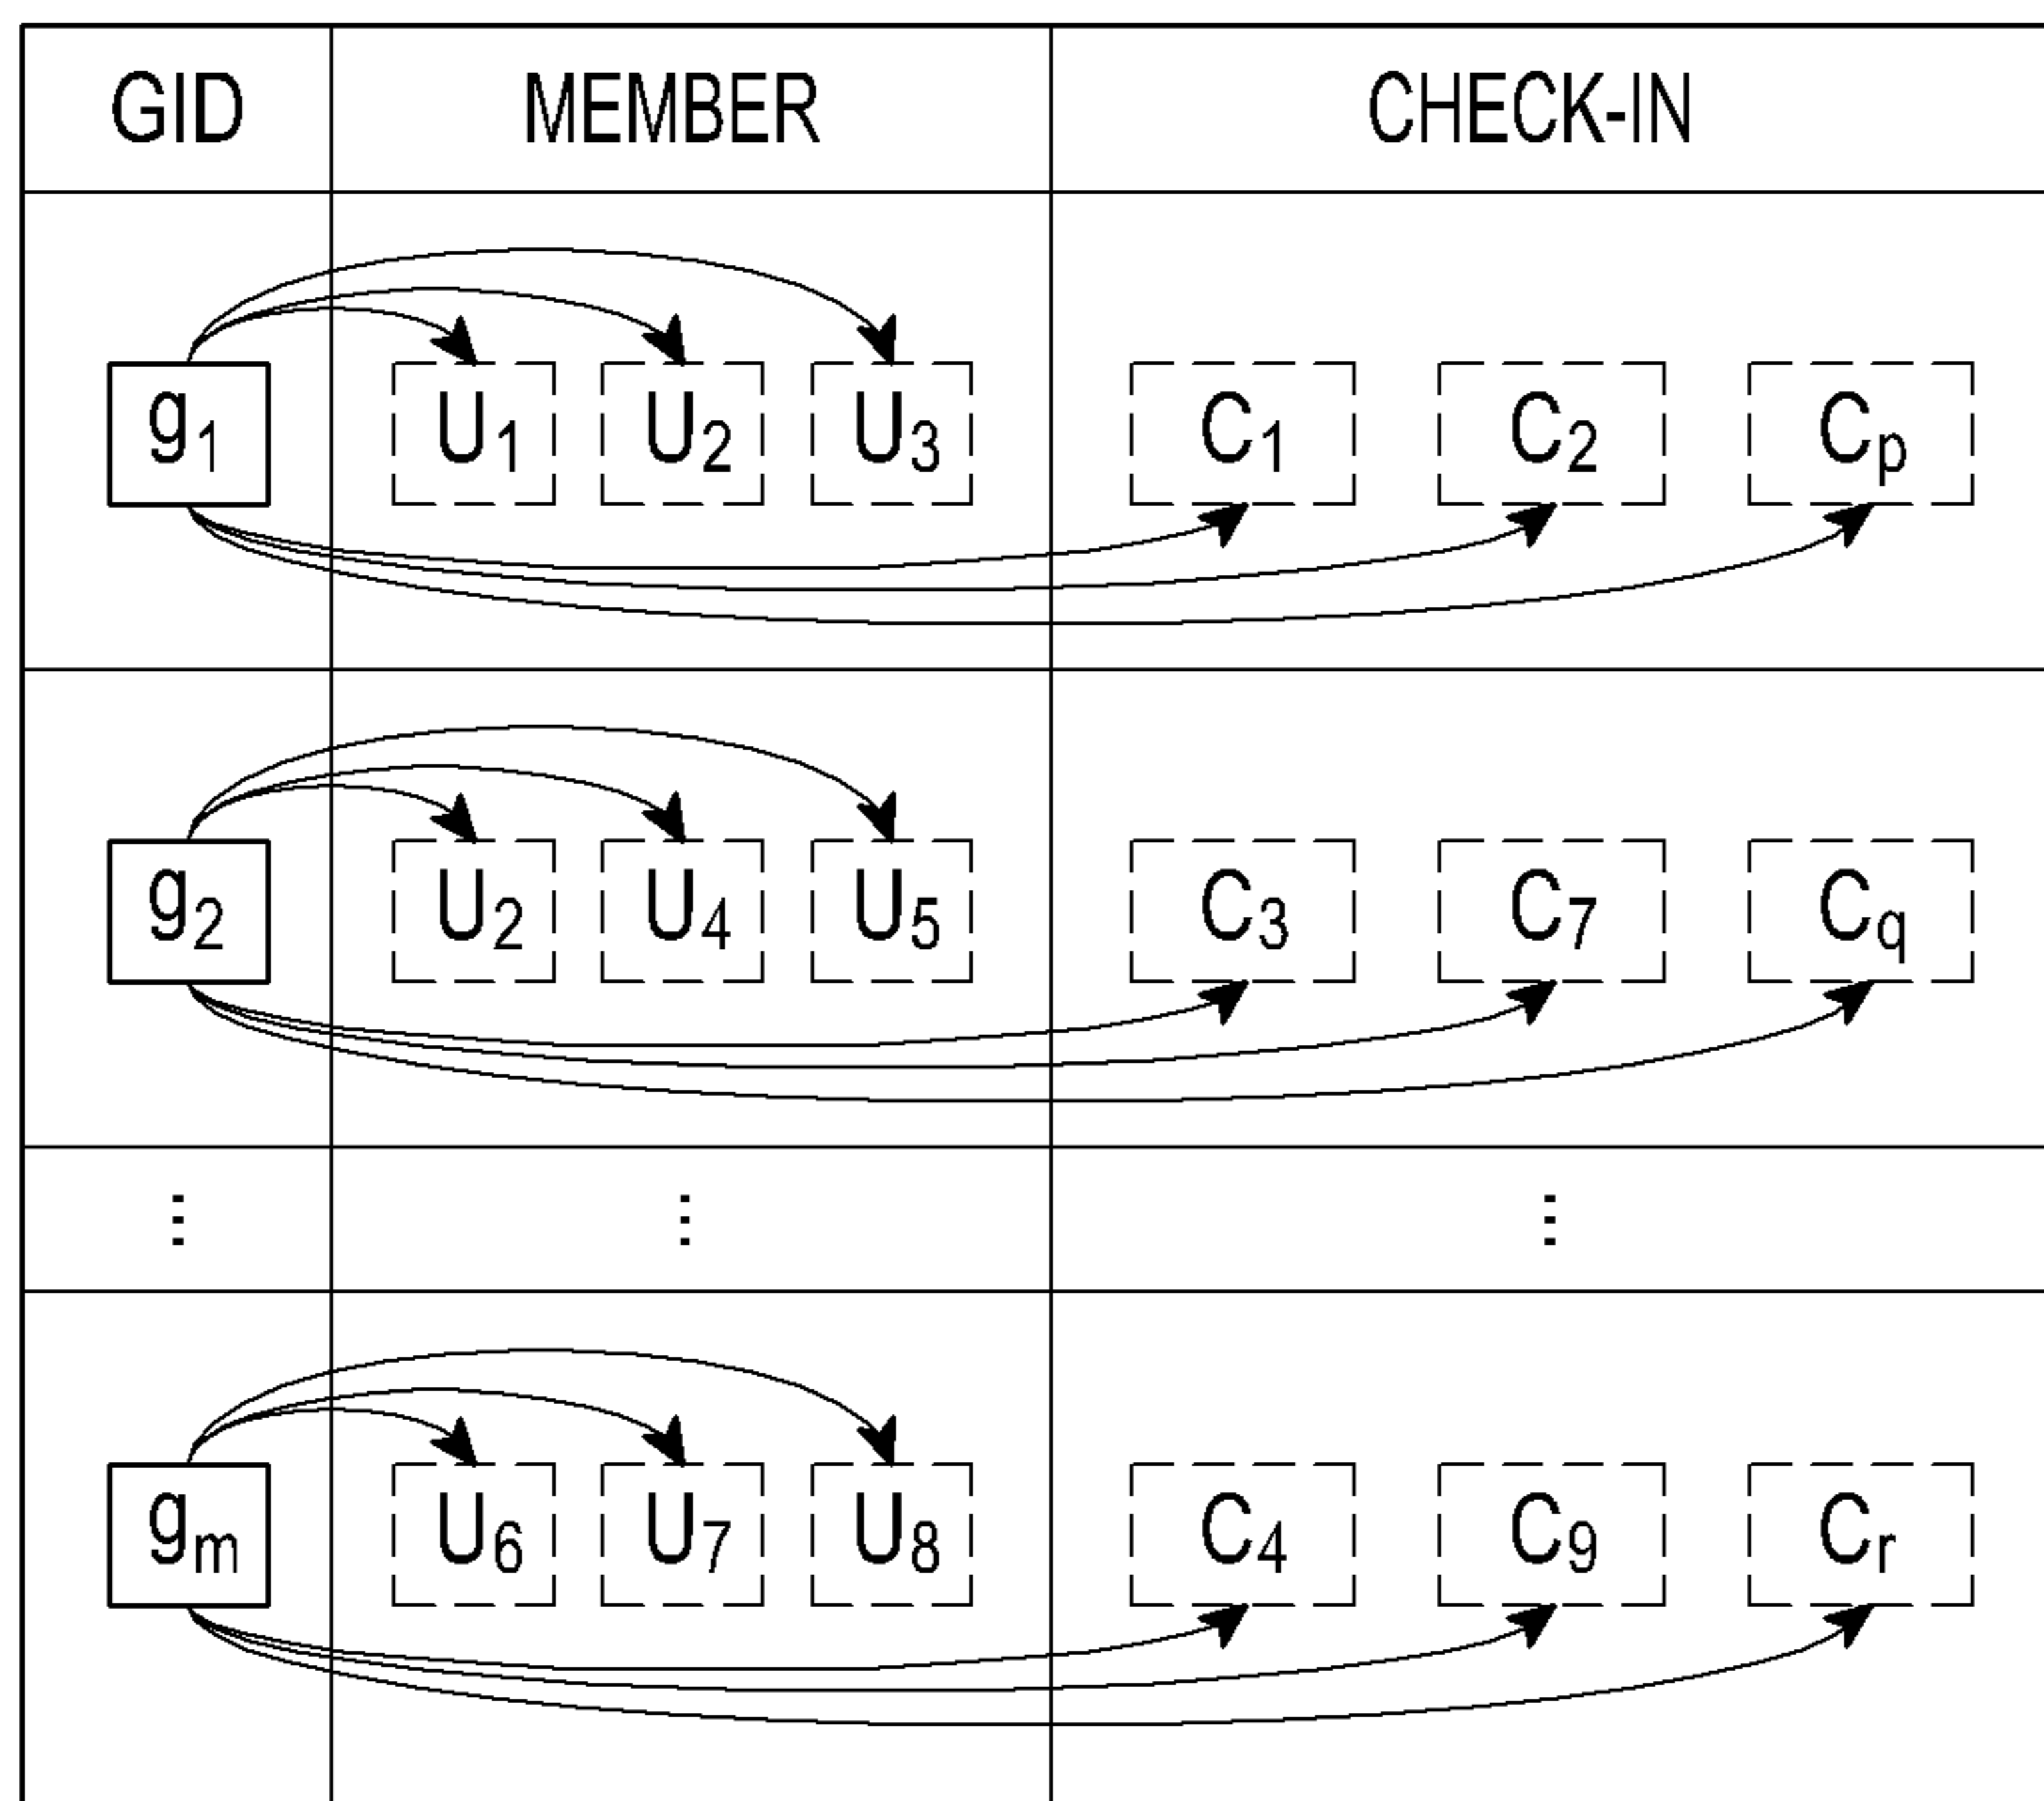 GID MEMBER CHECK-IN
g1 U1 U2 U3 C1 C2 Cp
g2 U2 U4 U5 C3 C7 Cq
⋮ ⋮ ⋮
gm U6 U7 U8 C4 C9 Cr